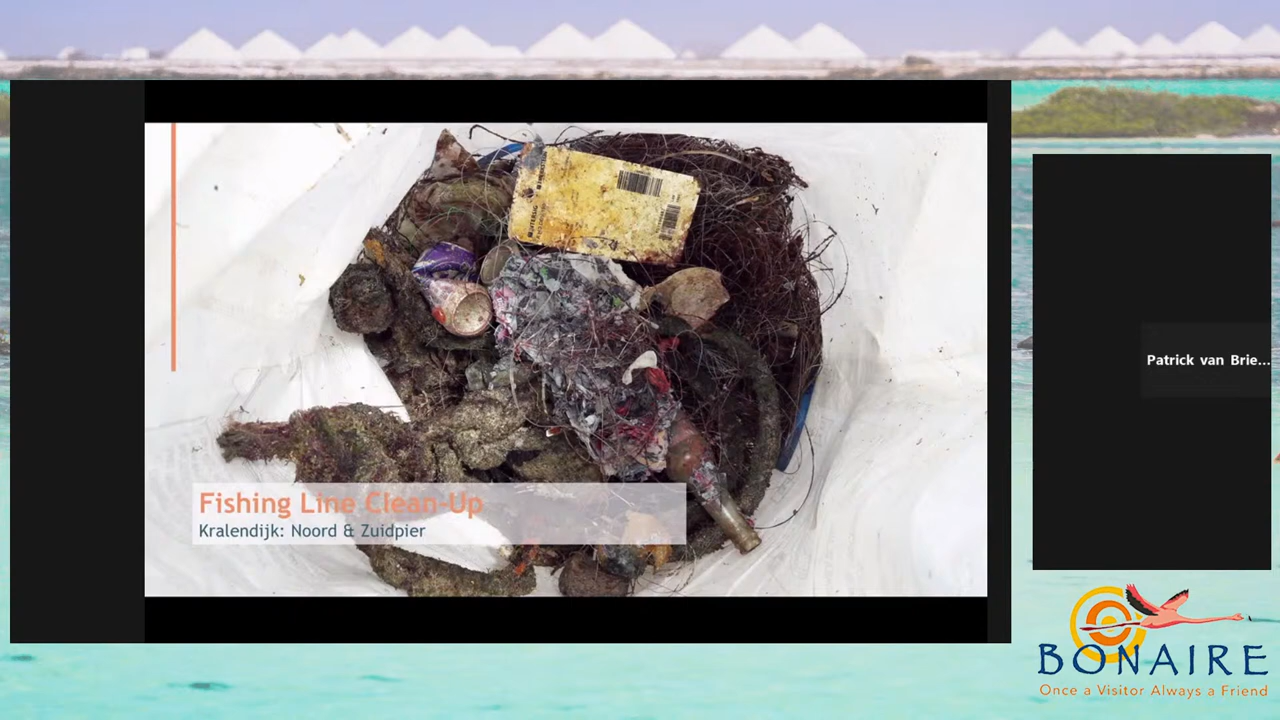 Fishing Line Clean-Up
Kralendijk: Noord & Zuidpier
Patrick van Brie...
BONAIRE
Once a Visitor Always a Friend